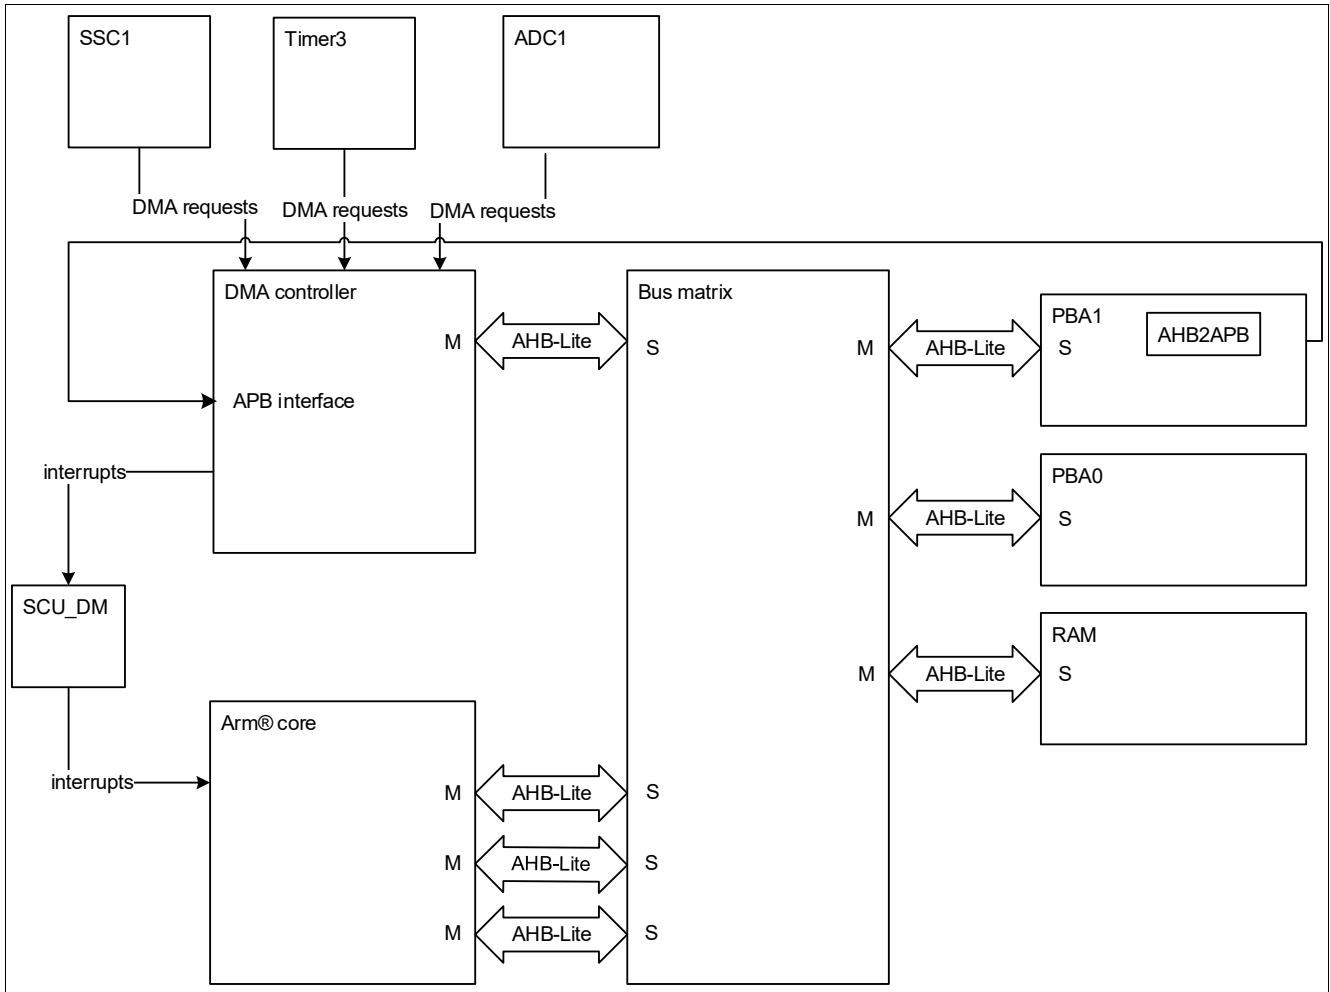 SSC1
Timer3
ADC1
DMA requests
DMA requests
DMA requests
DMA controller
M
AHB-Lite
APB interface
Bus matrix
S
M
AHB-Lite
PBA1
S
AHB2APB
interrupts
M
AHB-Lite
PBA0
S
SCU_DM
M
AHB-Lite
RAM
S
interrupts
Arm® core
M
AHB-Lite
S
M
AHB-Lite
S
M
AHB-Lite
S